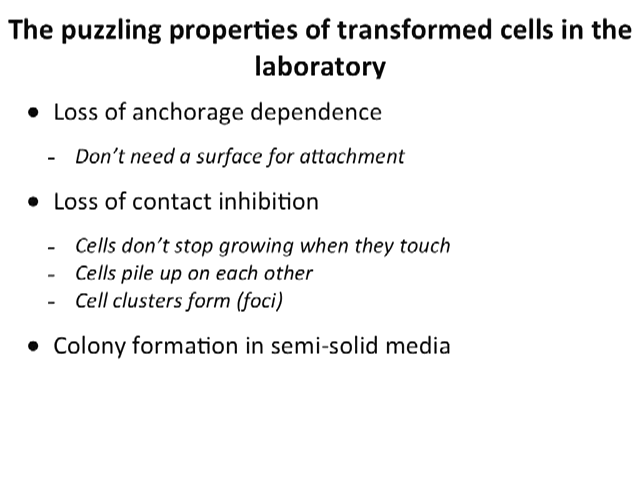 The puzzling properties of transformed cells in the
laboratory
• Loss of anchorage dependence
- Don't need a surface for attachment
• Loss of contact inhibition
- Cells don't stop growing when they touch
- Cells pile up on each other
- Cell clusters form (foci)
• Colony formation in semi-solid media